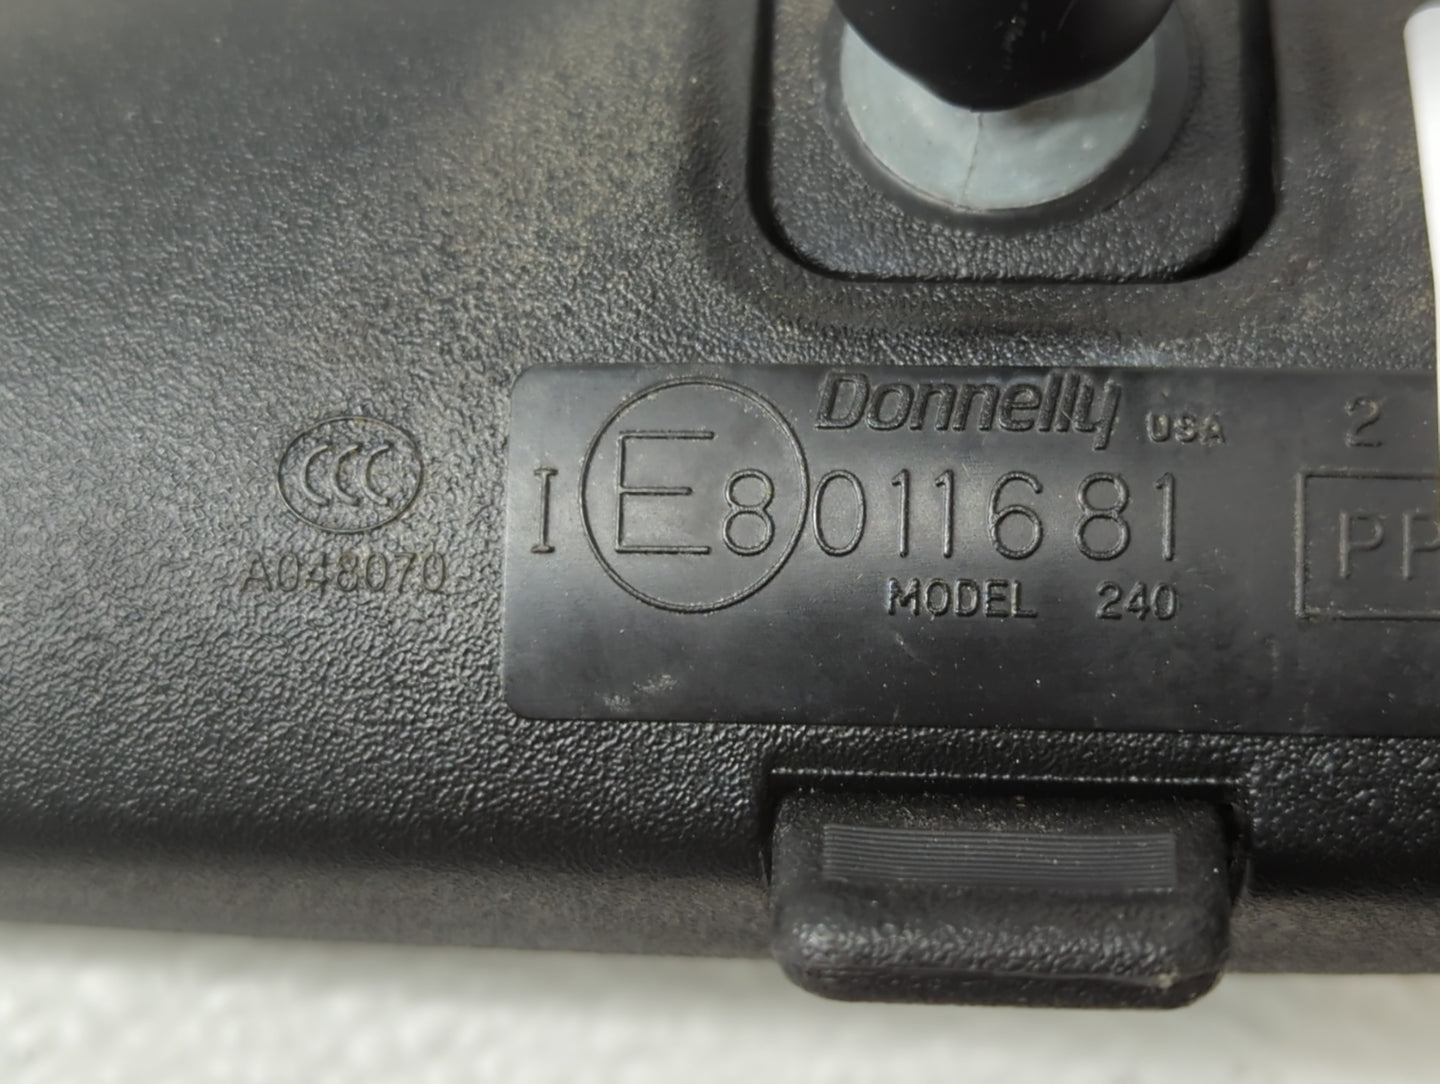 Donnelly USA 2
I E8 011681
MODEL 240
PP
CCC
A048070